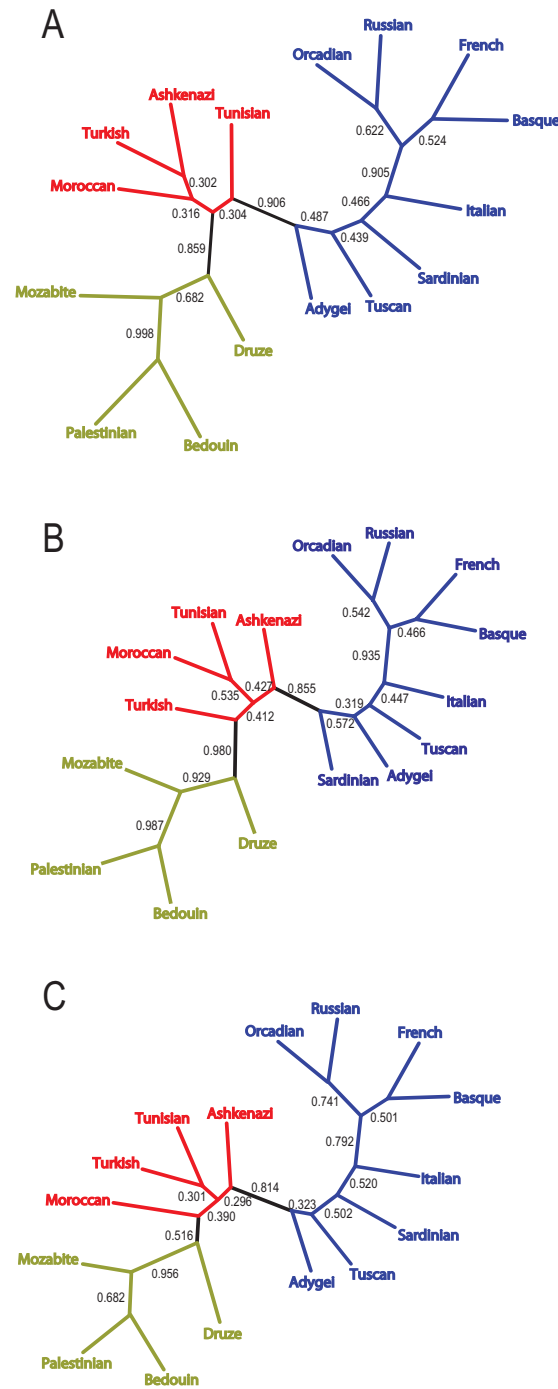 A
Russian
Orcadian
French
Ashkenazi
Tunisian
Basque
Turkish
0.622
0.524
0.302
0.905
Moroccan
0.316
0.304
0.906
0.466
Italian
0.487
0.439
0.859
Sardinian
Mozabite
0.682
Adygei
Tuscan
0.998
Druze
Palestinian
Bedouin
B
Russian
Orcadian
French
0.542
Tunisian
Ashkenazi
0.466
Basque
Moroccan
0.935
0.427
0.855
0.535
0.319
0.447
Italian
Turkish
0.412
0.572
0.980
Tuscan
Mozabite
0.929
Sardinian
Adygei
0.987
Druze
Palestinian
Bedouin
C
Russian
Orcadian
French
0.741
Basque
Ashkenazi
0.501
Tunisian
0.792
Turkish
0.814
Italian
0.301
0.296
0.520
Moroccan
0.390
0.323
0.502
Sardinian
0.516
Mozabite
0.956
Tuscan
Adygei
0.682
Druze
Palestinian
Bedouin